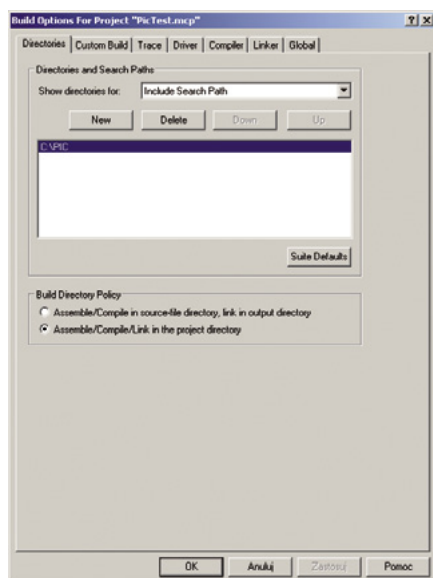 Build Options For Project "PicTest.mcp"
Directories Custom Build Trace Driver Compiler Linker Global
Directories and Search Paths
Show directories for: Include Search Path
New Delete Down Up
C:\PIC
Suite Defaults
Build Directory Policy
Assemble/Compile in source-file directory, link in output directory
Assemble/Compile/Link in the project directory
OK Anuluj Zastosuj Pomoc